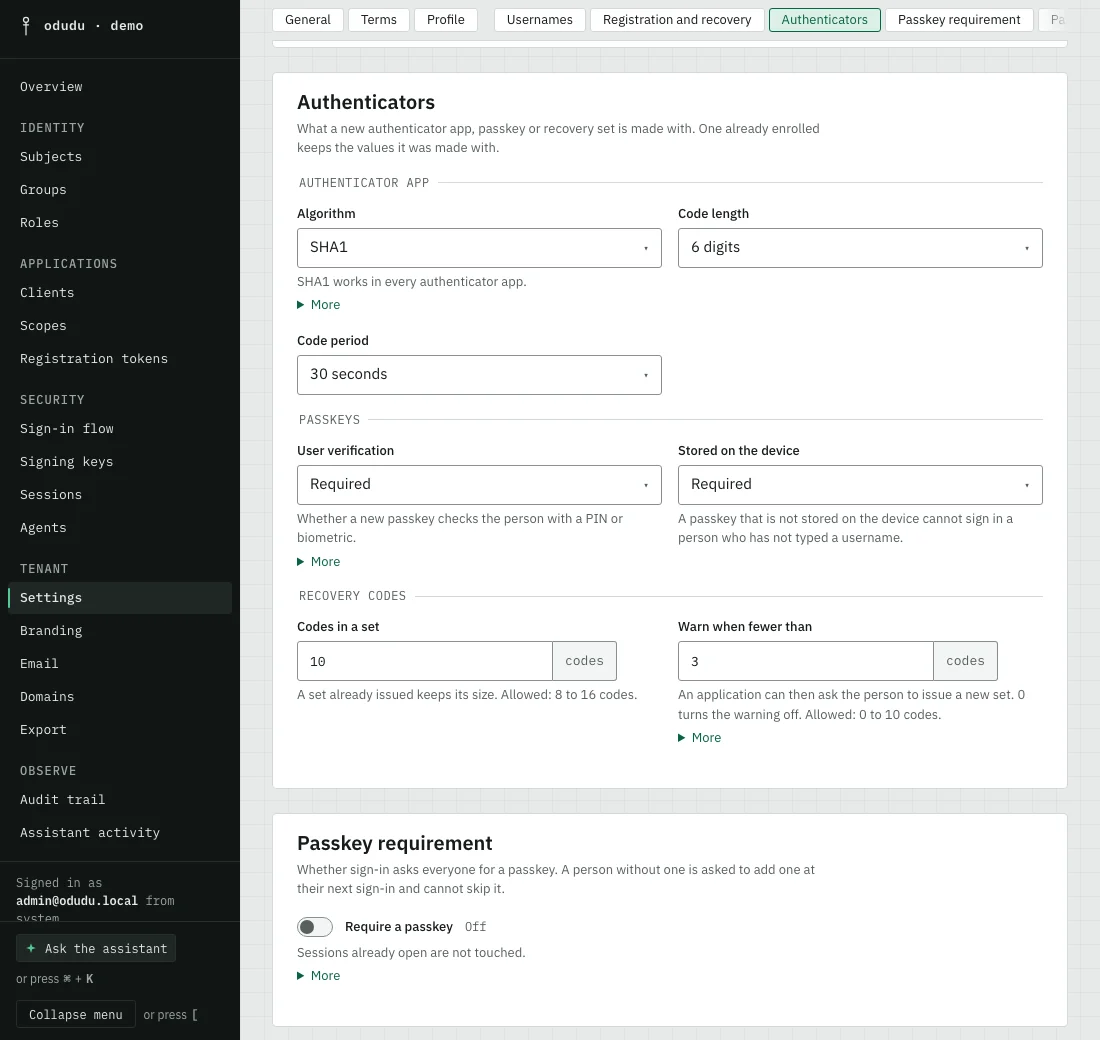 odudu · demo
Overview
IDENTITY
Subjects
Groups
Roles
APPLICATIONS
Clients
Scopes
Registration tokens
SECURITY
Sign-in flow
Signing keys
Sessions
Agents
TENANT
Settings
Branding
Email
Domains
Export
OBSERVE
Audit trail
Assistant activity
Signed in as
admin@odudu.local from
system
Ask the assistant
or press ⌘ + K
Collapse menu or press [
General Terms Profile Usernames Registration and recovery Authenticators Passkey requirement Pa
Authenticators
What a new authenticator app, passkey or recovery set is made with. One already enrolled
keeps the values it was made with.
AUTHENTICATOR APP
Algorithm Code length
SHA1 6 digits
SHA1 works in every authenticator app.
More
Code period
30 seconds
PASSKEYS
User verification Stored on the device
Required Required
Whether a new passkey checks the person with a PIN or
biometric.
A passkey that is not stored on the device cannot sign in a
person who has not typed a username.
More
RECOVERY CODES
Codes in a set Warn when fewer than
10 codes 3 codes
A set already issued keeps its size. Allowed: 8 to 16 codes.
An application can then ask the person to issue a new set. 0
turns the warning off. Allowed: 0 to 10 codes.
More
Passkey requirement
Whether sign-in asks everyone for a passkey. A person without one is asked to add one at
their next sign-in and cannot skip it.
Require a passkey Off
Sessions already open are not touched.
More